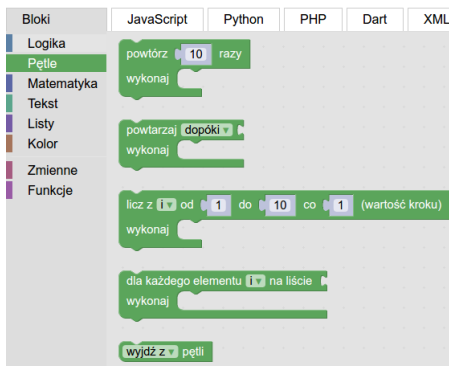 Bloki JavaScript Python PHP Dart XML
Logika
Pętle
Matematyka
Tekst
Listy
Kolor
Zmienne
Funkcje
powtórz 10 razy
wykonaj
powtarzaj dopóki
wykonaj
licz z i od 1 do 10 co 1 (wartość kroku)
wykonaj
dla każdego elementu i na liście
wykonaj
wyjdź z pętli